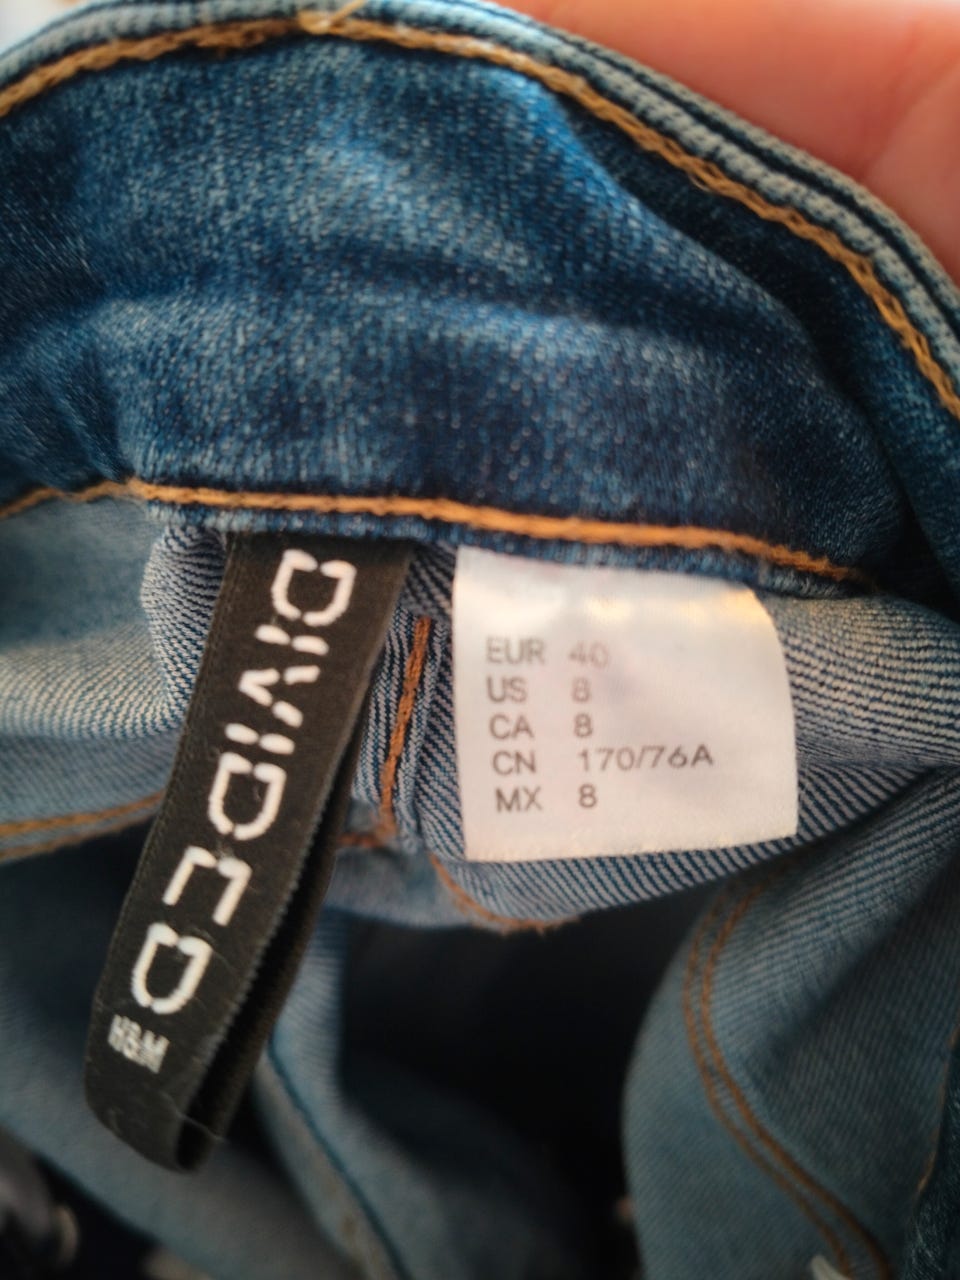 DIVIDED
H&M
EUR 40
US 8
CA 8
CN 170/76A
MX 8